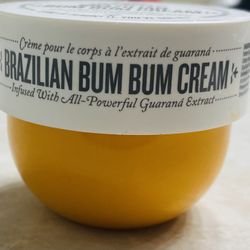 Crème pour le corps à l'extrait de guarana
BRAZILIAN BUM BUM CREAM
Infused With All-Powerful Guaraná Extract